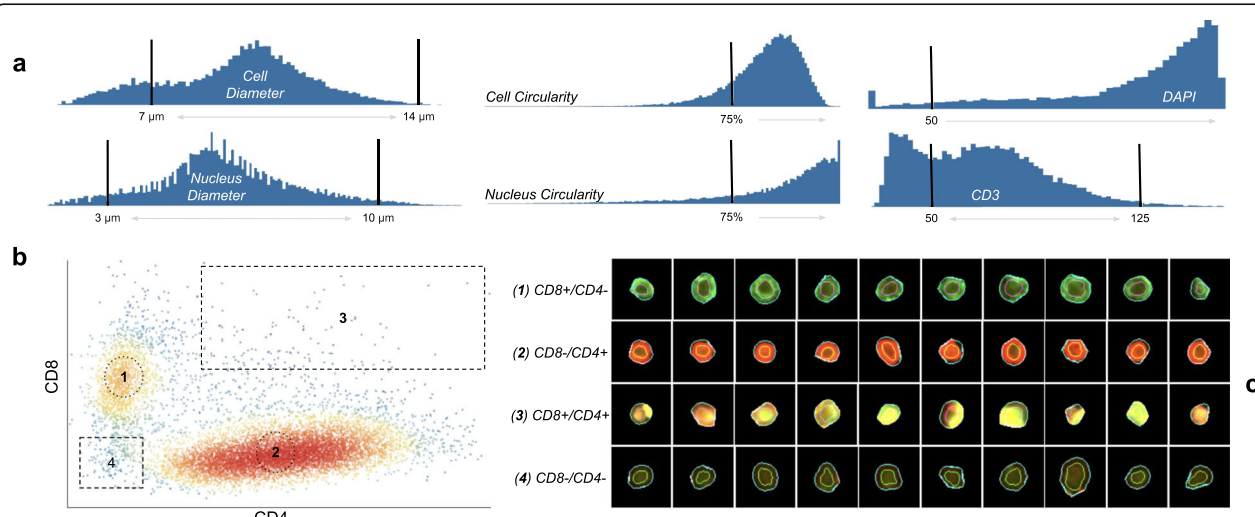 a
Cell
Diameter
7 μm
14 μm
Cell Circularity
75%
DAPI
50
Nucleus
Diameter
3 μm
10 μm
Nucleus Circularity
75%
CD3
50
125
b
CD8
1
2
3
4
CD4
(1) CD8+/CD4-
(2) CD8-/CD4+
(3) CD8+/CD4+
(4) CD8-/CD4-
c